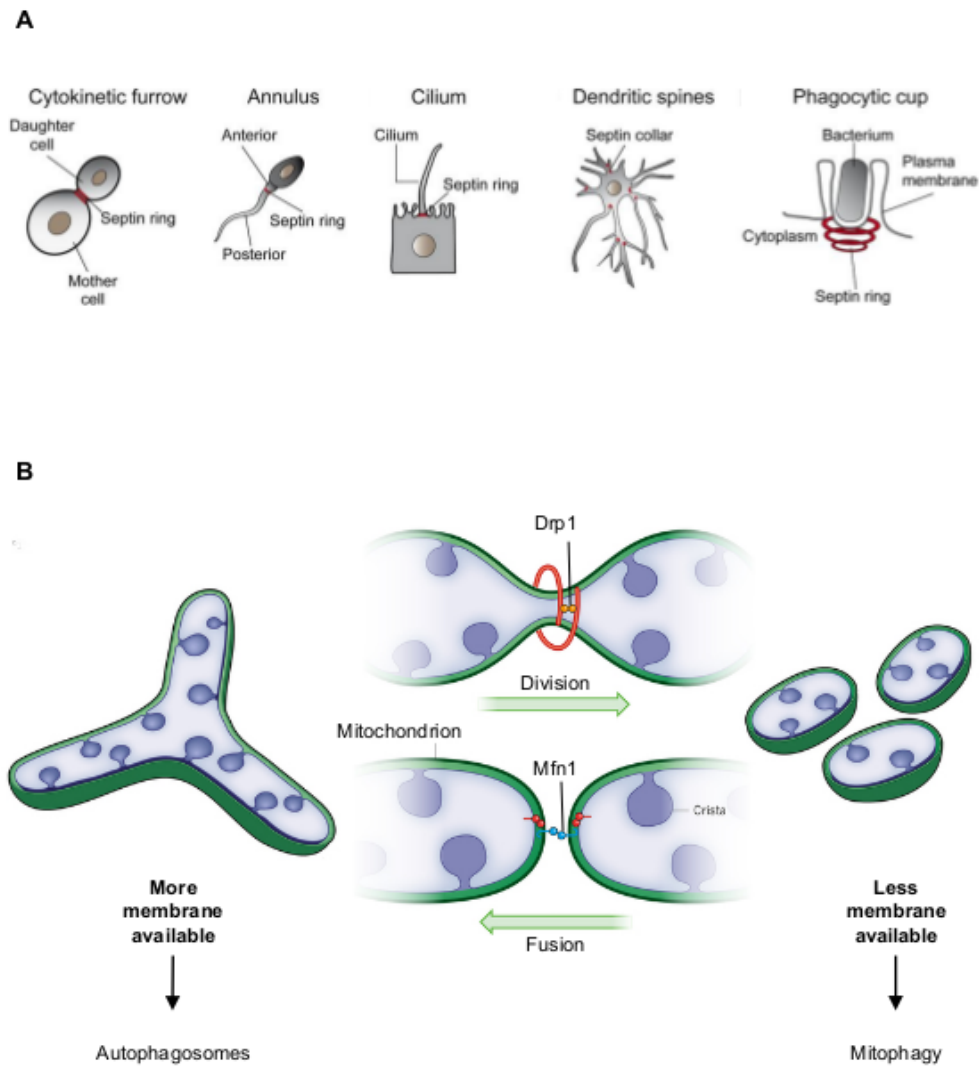 A
Cytokinetic furrow
Annulus
Cilium
Dendritic spines
Phagocytic cup
Daughter
cell
Septin ring
Mother
cell
Anterior
Septin ring
Posterior
Cilium
Septin ring
Septin collar
Bacterium
Plasma
membrane
Cytoplasm
Septin ring
B
Drp1
Division
Mitochondrion
Mfn1
Crista
Fusion
More
membrane
available
Autophagosomes
Less
membrane
available
Mitophagy